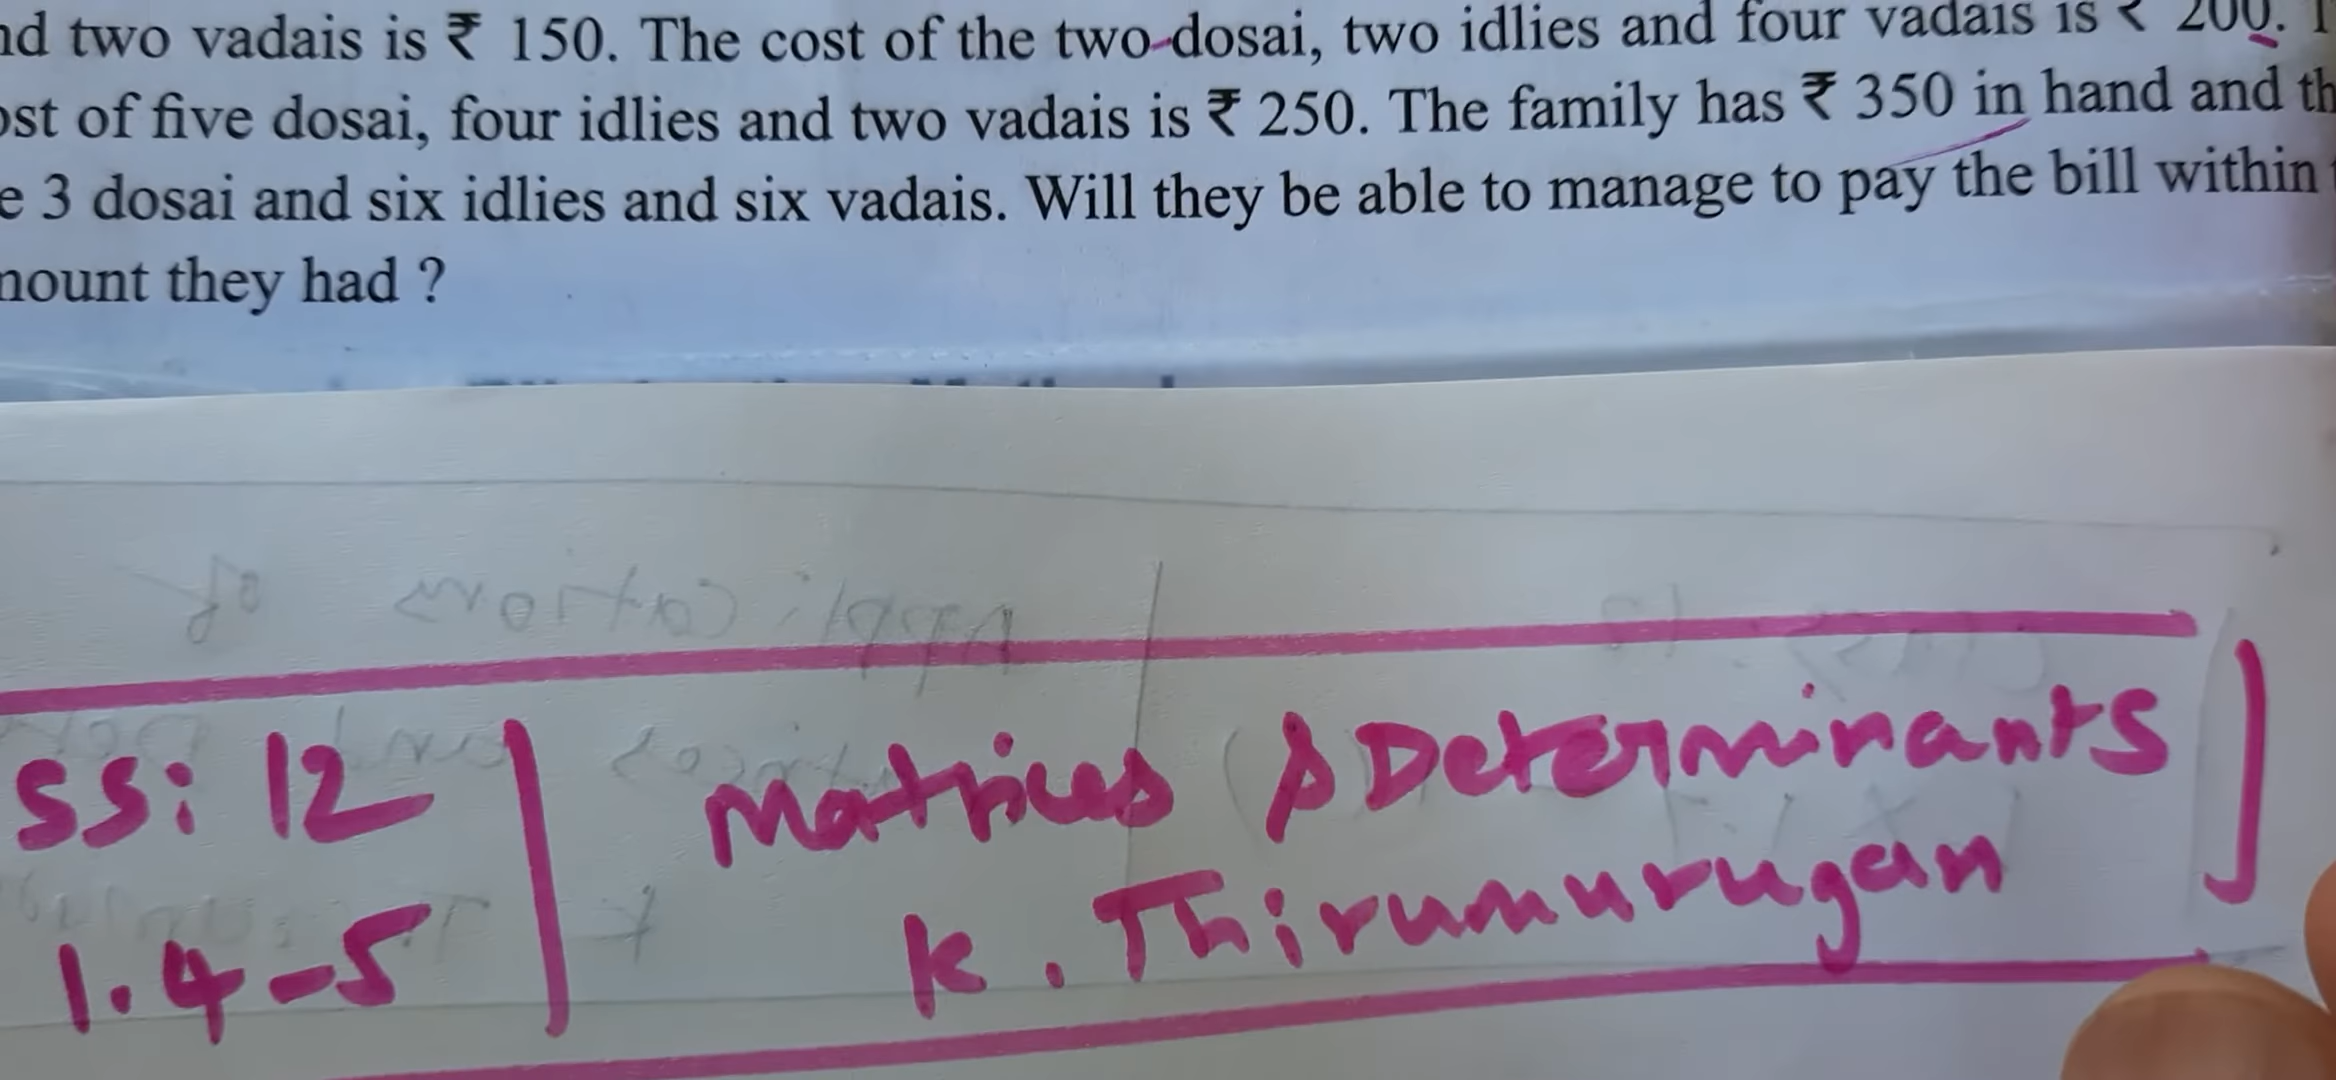 nd two vadais is ₹ 150. The cost of the two dosai, two idlies and four vadais is ₹ 200.
ost of five dosai, four idlies and two vadais is ₹ 250. The family has ₹ 350 in hand and th
e 3 dosai and six idlies and six vadais. Will they be able to manage to pay the bill within
mount they had ?
SS: 12 Matrices & Determinants
1.4-5 K. Thirumurugan